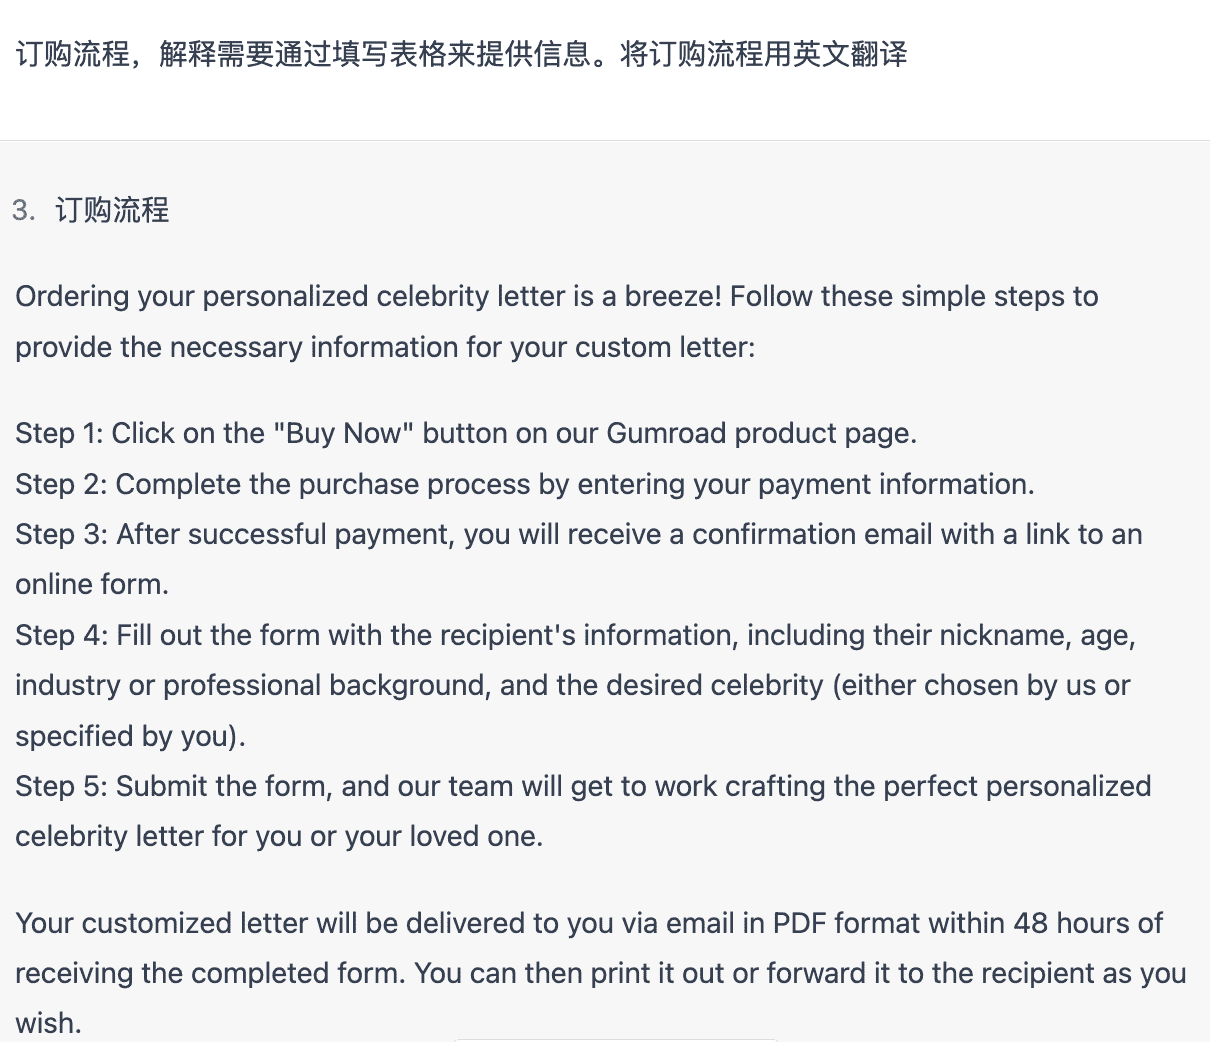 订购流程，解释需要通过填写表格来提供信息。将订购流程用英文翻译
3. 订购流程
Ordering your personalized celebrity letter is a breeze! Follow these simple steps to
provide the necessary information for your custom letter:
Step 1: Click on the "Buy Now" button on our Gumroad product page.
Step 2: Complete the purchase process by entering your payment information.
Step 3: After successful payment, you will receive a confirmation email with a link to an
online form.
Step 4: Fill out the form with the recipient's information, including their nickname, age,
industry or professional background, and the desired celebrity (either chosen by us or
specified by you).
Step 5: Submit the form, and our team will get to work crafting the perfect personalized
celebrity letter for you or your loved one.
Your customized letter will be delivered to you via email in PDF format within 48 hours of
receiving the completed form. You can then print it out or forward it to the recipient as you
wish.